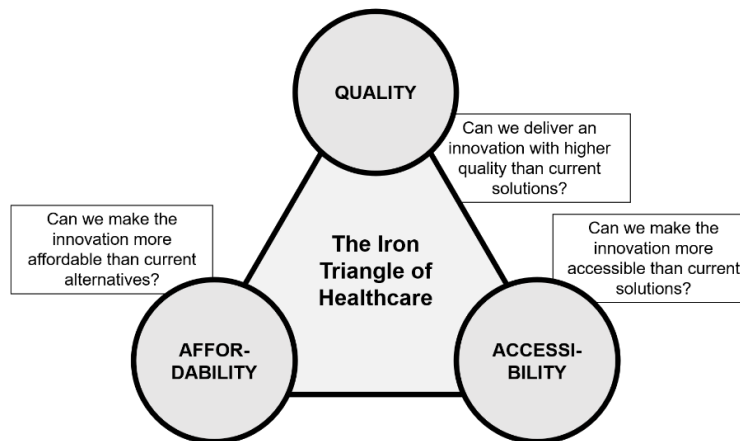 QUALITY
Can we deliver an
innovation with higher
quality than current
solutions?
Can we make the
innovation more
affordable than current
alternatives?
Can we make the
innovation more
accessible than current
solutions?
The Iron
Triangle of
Healthcare
AFFOR-
DABILITY
ACCESSI-
BILITY